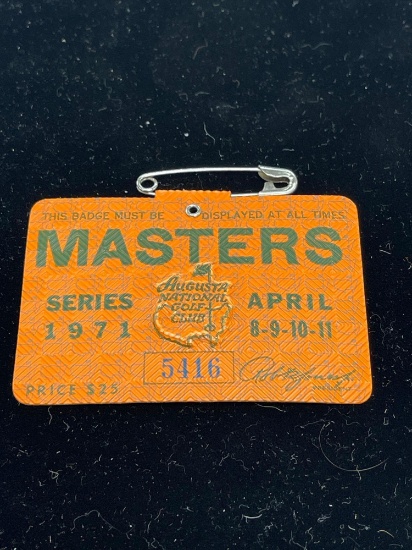 THIS BADGE MUST BE DISPLAYED AT ALL TIMES
MASTERS
SERIES
1971
AUGUSTA
NATIONAL
GOLF
CLUB
APRIL
8-9-10-11
5416
PRICE $25